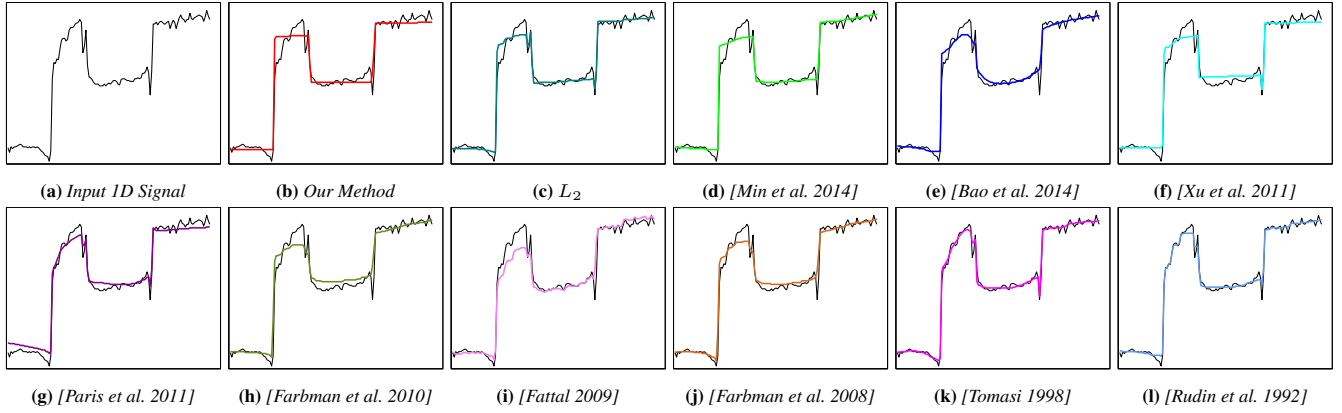 (a) Input 1D Signal
(b) Our Method
(c) L₂
(d) [Min et al. 2014]
(e) [Bao et al. 2014]
(f) [Xu et al. 2011]
(g) [Paris et al. 2011]
(h) [Farbman et al. 2010]
(i) [Fattal 2009]
(j) [Farbman et al. 2008]
(k) [Tomasi 1998]
(l) [Rudin et al. 1992]